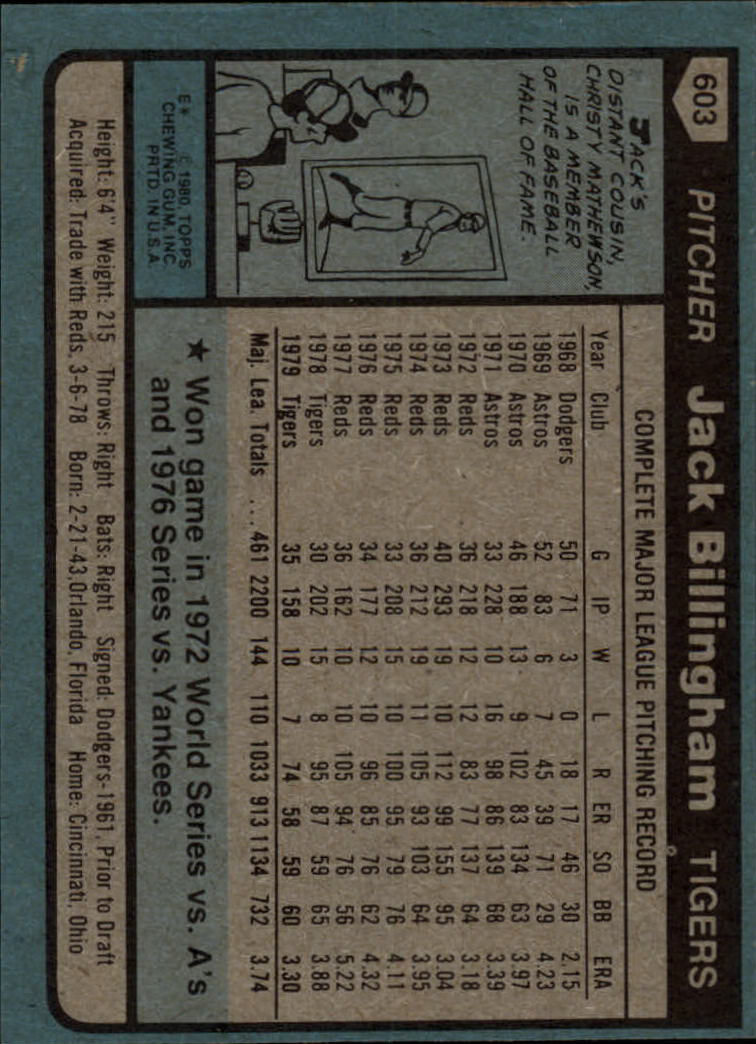 603 PITCHER Jack Billingham TIGERS
JACK'S
DISTANT COUSIN,
CHRISTY MATHEWSON,
IS A MEMBER
OF THE BASEBALL
HALL OF FAME.
E* © 1980, TOPPS
CHEWING GUM, INC.
PRTD. IN U.S.A.
COMPLETE MAJOR LEAGUE PITCHING RECORD
Year Club G IP W L R ER SO BB ERA
1968 Dodgers 50 71 3 0 18 17 46 30 2.15
1969 Astros 52 83 6 7 45 39 71 29 4.23
1970 Astros 46 188 13 9 102 83 134 63 3.97
1971 Astros 33 228 10 16 98 86 139 68 3.39
1972 Reds 36 218 12 12 83 77 137 64 3.18
1973 Reds 40 293 19 10 112 99 155 95 3.04
1974 Reds 36 212 19 11 105 93 103 64 3.95
1975 Reds 33 208 15 10 100 95 79 76 4.11
1976 Reds 34 177 12 10 96 85 76 62 4.32
1977 Reds 36 162 10 10 105 94 76 56 5.22
1978 Tigers 30 202 15 8 95 87 59 65 3.88
1979 Tigers 35 158 10 7 74 58 59 60 3.30
Maj. Lea. Totals ... 461 2200 144 110 1033 913 1134 732 3.74
★ Won game in 1972 World Series vs. A's
and 1976 Series vs. Yankees.
Height: 6'4" Weight: 215 Throws: Right Bats: Right Signed: Dodgers-1961, Prior to Draft
Acquired: Trade with Reds, 3-6-78 Born: 2-21-43, Orlando, Florida Home: Cincinnati, Ohio